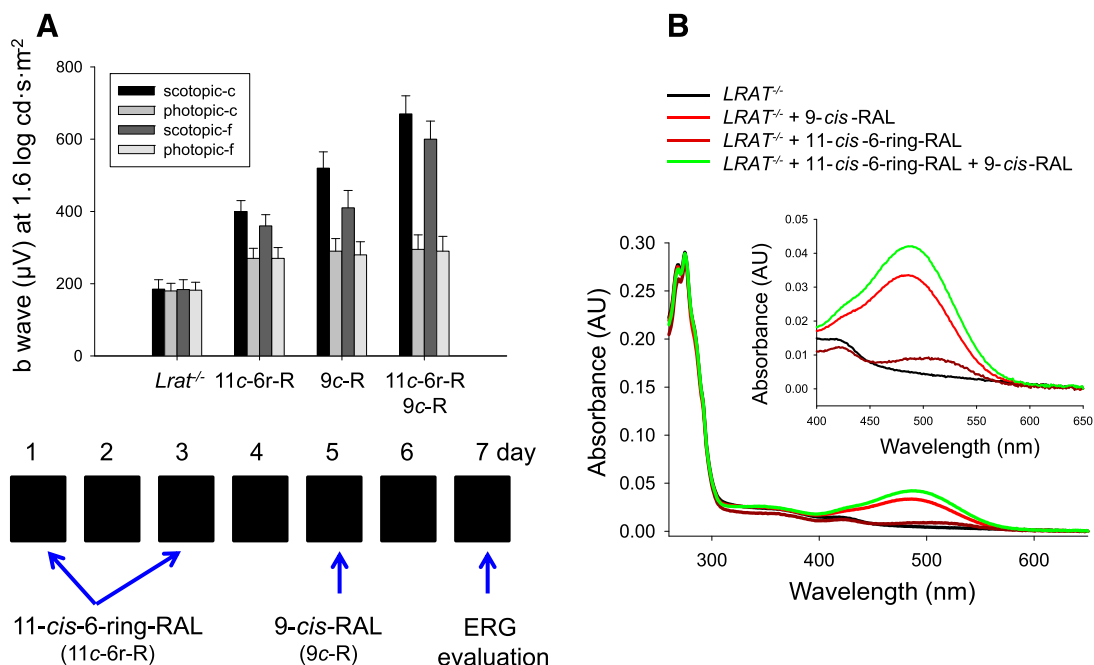 A
b wave (µV) at 1.6 log cd·s·m-2
800
600
400
200
0
scotopic-c
photopic-c
scotopic-f
photopic-f
Lrat-/-
11c-6r-R
9c-R
11c-6r-R
9c-R
1 2 3 4 5 6 7 day
11-cis-6-ring-RAL
(11c-6r-R)
9-cis-RAL
(9c-R)
ERG
evaluation
B
LRAT-/-
LRAT-/- + 9-cis-RAL
LRAT-/- + 11-cis-6-ring-RAL
LRAT-/- + 11-cis-6-ring-RAL + 9-cis-RAL
Absorbance (AU)
0.30
0.25
0.20
0.15
0.10
0.05
0.00
300 400 500 600
Wavelength (nm)
Absorbance (AU)
0.05
0.04
0.03
0.02
0.01
0.00
400 450 500 550 600 650
Wavelength (nm)